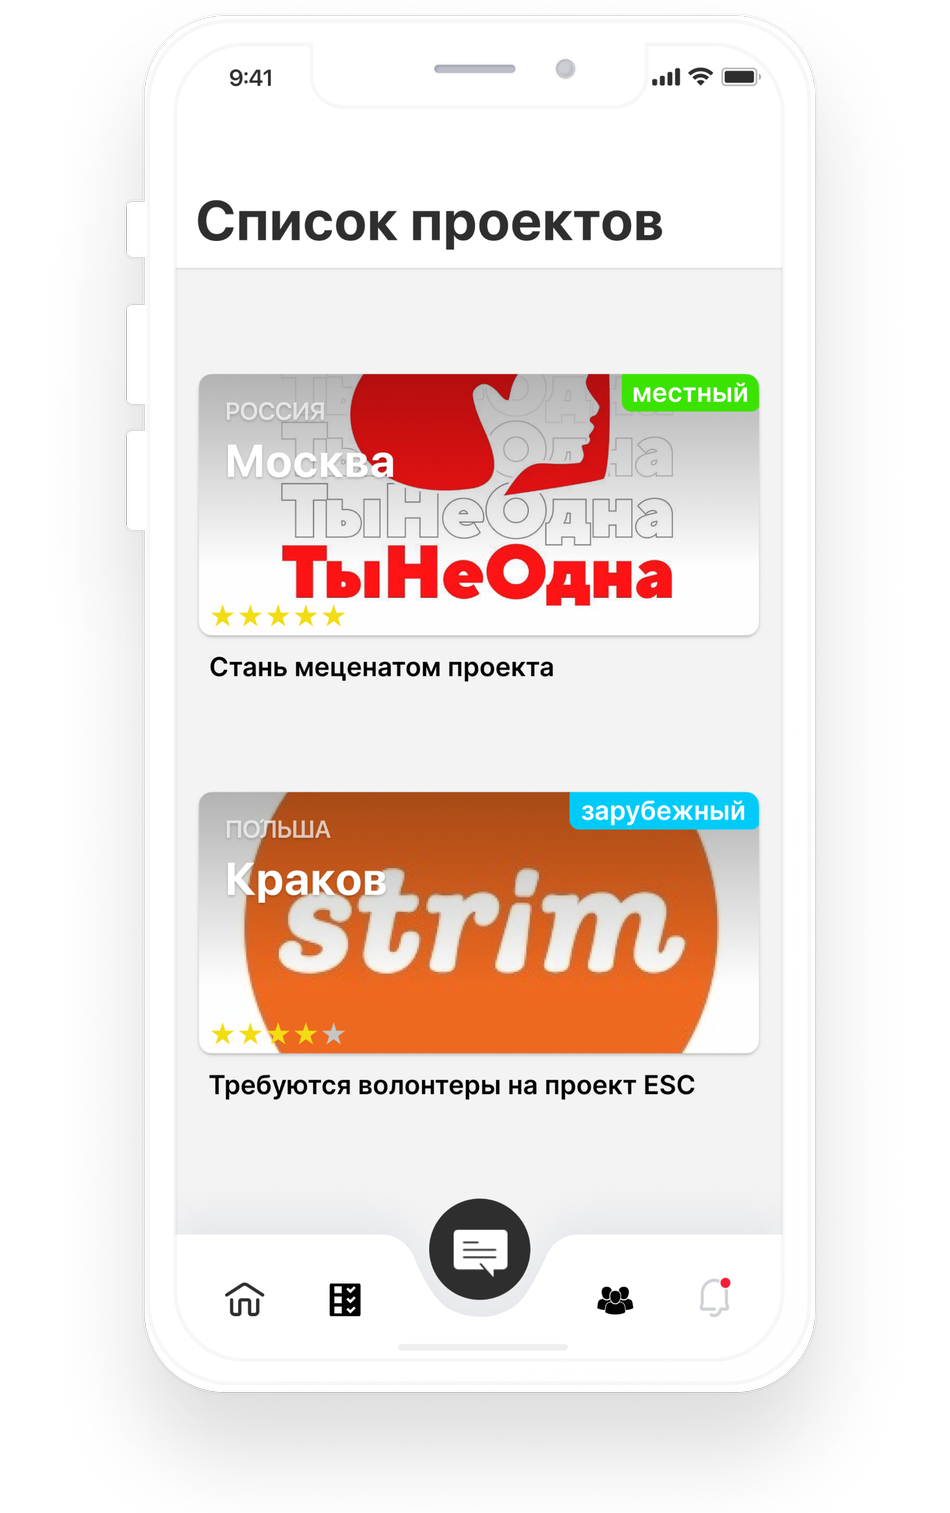 9:41
Список проектов
местный
РОССИЯ
Москва
ТыНеОдна
ТыНеОдна
ТыНеОдна
ТыНеОдна
Стань меценатом проекта
зарубежный
ПОЛЬША
Краков
strim
Требуются волонтеры на проект ESC